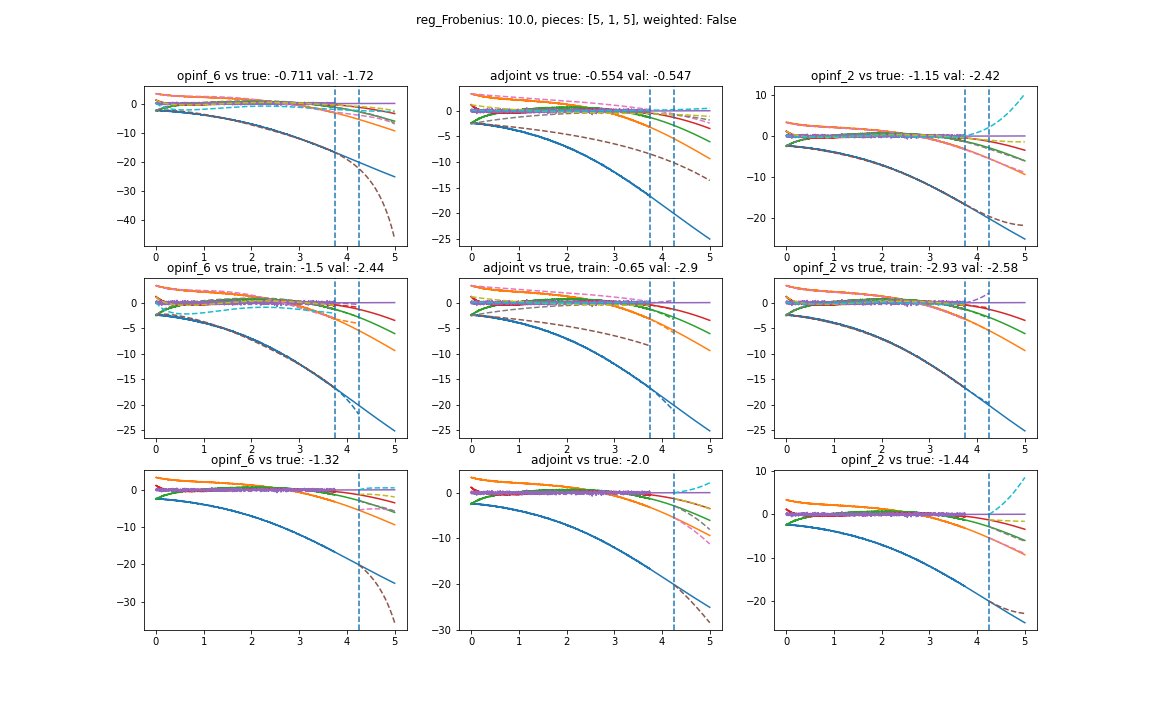 reg_Frobenius: 10.0, pieces: [5, 1, 5], weighted: False
opinf_6 vs true: -0.711 val: -1.72
0
-10
-20
-30
-40
0 1 2 3 4 5
adjoint vs true: -0.554 val: -0.547
0
-5
-10
-15
-20
-25
0 1 2 3 4 5
opinf_2 vs true: -1.15 val: -2.42
10
0
-10
-20
0 1 2 3 4 5
opinf_6 vs true, train: -1.5 val: -2.44
0
-5
-10
-15
-20
-25
0 1 2 3 4 5
adjoint vs true, train: -0.65 val: -2.9
0
-5
-10
-15
-20
-25
0 1 2 3 4 5
opinf_2 vs true, train: -2.93 val: -2.58
0
-5
-10
-15
-20
-25
0 1 2 3 4 5
opinf_6 vs true: -1.32
0
-10
-20
-30
0 1 2 3 4 5
adjoint vs true: -2.0
0
-5
-10
-15
-20
-25
-30
0 1 2 3 4 5
opinf_2 vs true: -1.44
10
0
-10
-20
0 1 2 3 4 5